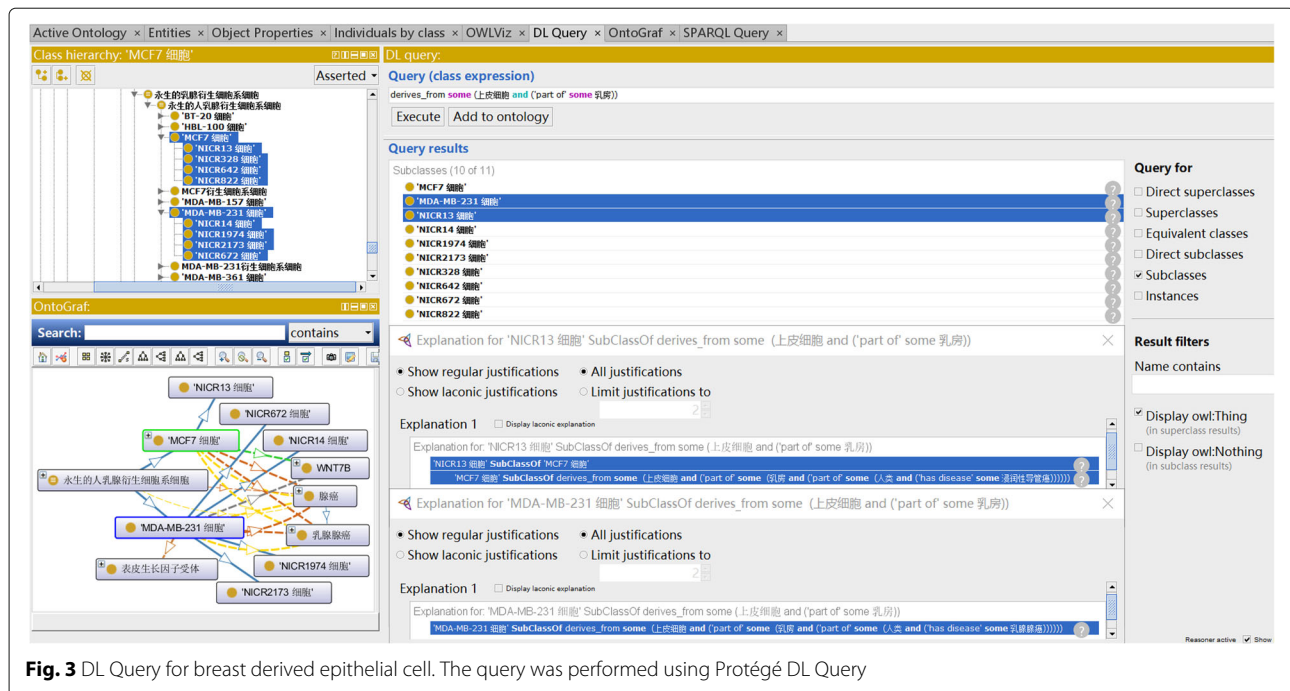 Active Ontology × Entities × Object Properties × Individuals by class × OWLViz × DL Query × OntoGraf × SPARQL Query ×
Class hierarchy: 'MCF7 细胞'
Asserted
永生的乳腺衍生细胞系细胞
永生的人乳腺衍生细胞系细胞
'BT-20 细胞'
'HBL-100 细胞'
'MCF7 细胞'
'NICR13 细胞'
'NICR328 细胞'
'NICR642 细胞'
'NICR822 细胞'
MCF7衍生细胞系细胞
'MDA-MB-157 细胞'
'MDA-MB-231 细胞'
'NICR14 细胞'
'NICR1974 细胞'
'NICR2173 细胞'
'NICR672 细胞'
MDA-MB-231衍生细胞系细胞
'MDA-MB-361 细胞'
OntoGraf:
Search: contains
'NICR13 细胞'
'NICR672 细胞'
'MCF7 细胞'
'NICR14 细胞'
WNT7B
永生的人乳腺衍生细胞系细胞
腺癌
'MDA-MB-231 细胞'
乳腺腺癌
表皮生长因子受体
'NICR1974 细胞'
'NICR2173 细胞'
DL query:
Query (class expression)
derives_from some (上皮细胞 and ('part of' some 乳房))
Execute Add to ontology
Query results
Subclasses (10 of 11)
'MCF7 细胞'
'MDA-MB-231 细胞'
'NICR13 细胞'
'NICR14 细胞'
'NICR1974 细胞'
'NICR2173 细胞'
'NICR328 细胞'
'NICR642 细胞'
'NICR672 细胞'
'NICR822 细胞'
Explanation for 'NICR13 细胞' SubClassOf derives_from some (上皮细胞 and ('part of' some 乳房))
Show regular justifications All justifications
Show laconic justifications Limit justifications to
2
Explanation 1 Display laconic explanation
Explanation for: 'NICR13 细胞' SubClassOf derives_from some (上皮细胞 and ('part of' some 乳房))
'NICR13 细胞' SubClassOf 'MCF7 细胞'
'MCF7 细胞' SubClassOf derives_from some (上皮细胞 and ('part of' some (乳房 and ('part of' some (人类 and ('has disease' some 浸润性导管癌))))))
Explanation for 'MDA-MB-231 细胞' SubClassOf derives_from some (上皮细胞 and ('part of' some 乳房))
Show regular justifications All justifications
Show laconic justifications Limit justifications to
2
Explanation 1 Display laconic explanation
Explanation for: 'MDA-MB-231 细胞' SubClassOf derives_from some (上皮细胞 and ('part of' some 乳房))
'MDA-MB-231 细胞' SubClassOf derives_from some (上皮细胞 and ('part of' some (乳房 and ('part of' some (人类 and ('has disease' some 乳腺腺癌))))))
Query for
Direct superclasses
Superclasses
Equivalent classes
Direct subclasses
Subclasses
Instances
Result filters
Name contains
Display owl:Thing
(in superclass results)
Display owl:Nothing
(in subclass results)
Reasoner active Show
Fig. 3 DL Query for breast derived epithelial cell. The query was performed using Protégé DL Query